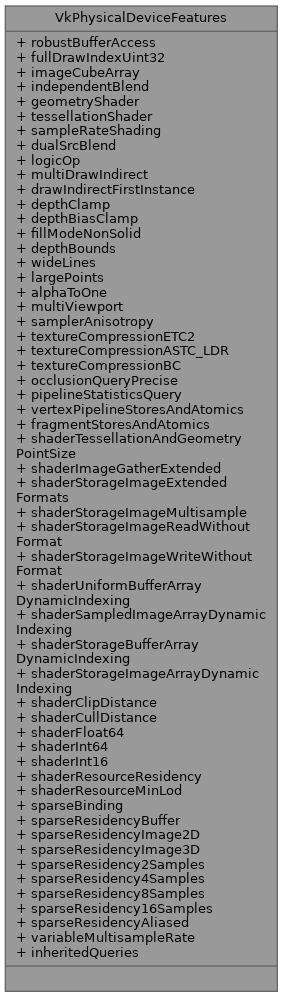 VkPhysicalDeviceFeatures
+ robustBufferAccess
+ fullDrawIndexUint32
+ imageCubeArray
+ independentBlend
+ geometryShader
+ tessellationShader
+ sampleRateShading
+ dualSrcBlend
+ logicOp
+ multiDrawIndirect
+ drawIndirectFirstInstance
+ depthClamp
+ depthBiasClamp
+ fillModeNonSolid
+ depthBounds
+ wideLines
+ largePoints
+ alphaToOne
+ multiViewport
+ samplerAnisotropy
+ textureCompressionETC2
+ textureCompressionASTC_LDR
+ textureCompressionBC
+ occlusionQueryPrecise
+ pipelineStatisticsQuery
+ vertexPipelineStoresAndAtomics
+ fragmentStoresAndAtomics
+ shaderTessellationAndGeometry
PointSize
+ shaderImageGatherExtended
+ shaderStorageImageExtended
Formats
+ shaderStorageImageMultisample
+ shaderStorageImageReadWithout
Format
+ shaderStorageImageWriteWithout
Format
+ shaderUniformBufferArray
DynamicIndexing
+ shaderSampledImageArrayDynamic
Indexing
+ shaderStorageBufferArray
DynamicIndexing
+ shaderStorageImageArrayDynamic
Indexing
+ shaderClipDistance
+ shaderCullDistance
+ shaderFloat64
+ shaderInt64
+ shaderInt16
+ shaderResourceResidency
+ shaderResourceMinLod
+ sparseBinding
+ sparseResidencyBuffer
+ sparseResidencyImage2D
+ sparseResidencyImage3D
+ sparseResidency2Samples
+ sparseResidency4Samples
+ sparseResidency8Samples
+ sparseResidency16Samples
+ sparseResidencyAliased
+ variableMultisampleRate
+ inheritedQueries